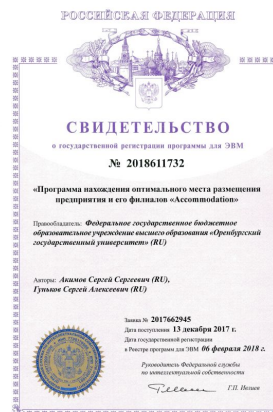 РОССИЙСКАЯ ФЕДЕРАЦИЯ
СВИДЕТЕЛЬСТВО
о государственной регистрации программы для ЭВМ
№ 2018611732
«Программа нахождения оптимального места размещения
предприятия и его филиалов «Accommodation»
Правообладатель: Федеральное государственное бюджетное
образовательное учреждение высшего образования «Оренбургский
государственный университет» (RU)
Авторы: Акимов Сергей Сергеевич (RU),
Гуньков Сергей Алексеевич (RU)
Заявка № 2017662945
Дата поступления 13 декабря 2017 г.
Дата государственной регистрации
в Реестре программ для ЭВМ 06 февраля 2018 г.
Руководитель Федеральной службы
по интеллектуальной собственности
Г.П. Ивлиев